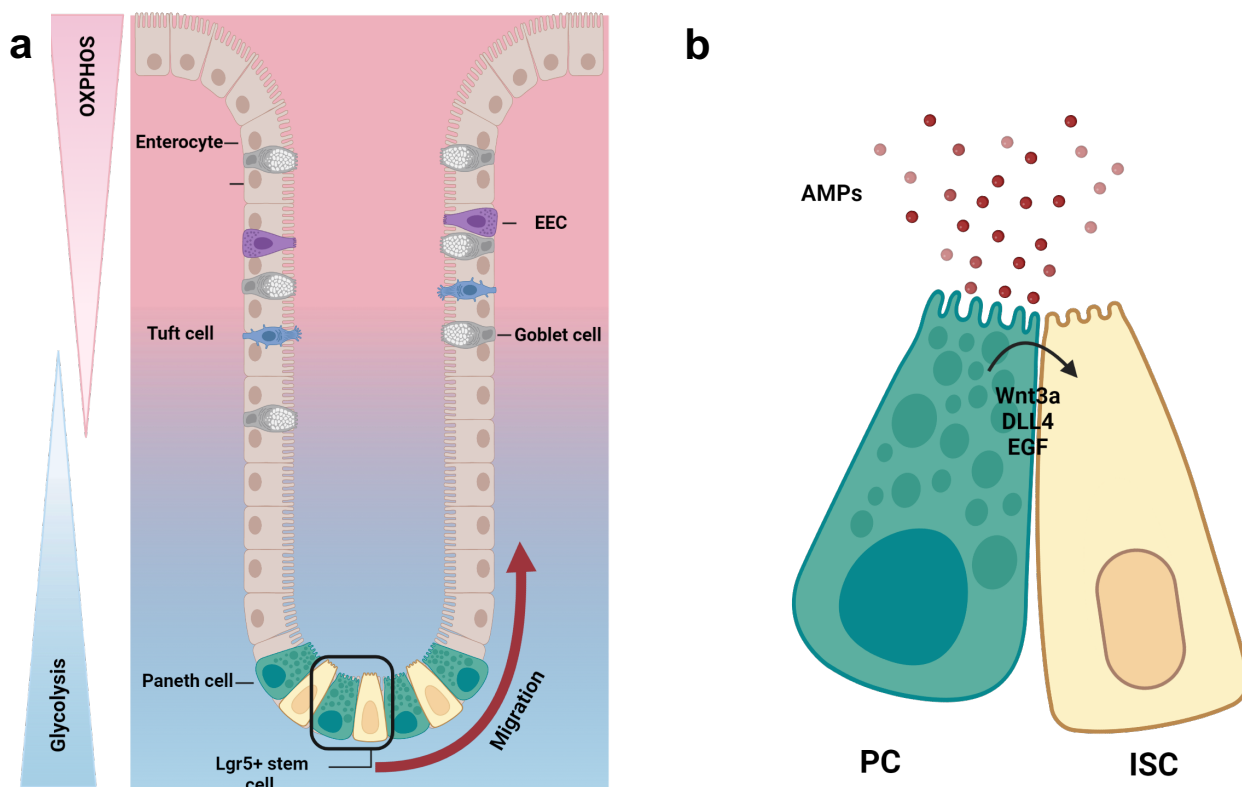 a
OXPHOS
Enterocyte
EEC
Tuft cell
Goblet cell
Paneth cell
Glycolysis
Migration
Lgr5+ stem
cell
b
AMPs
Wnt3a
DLL4
EGF
PC
ISC